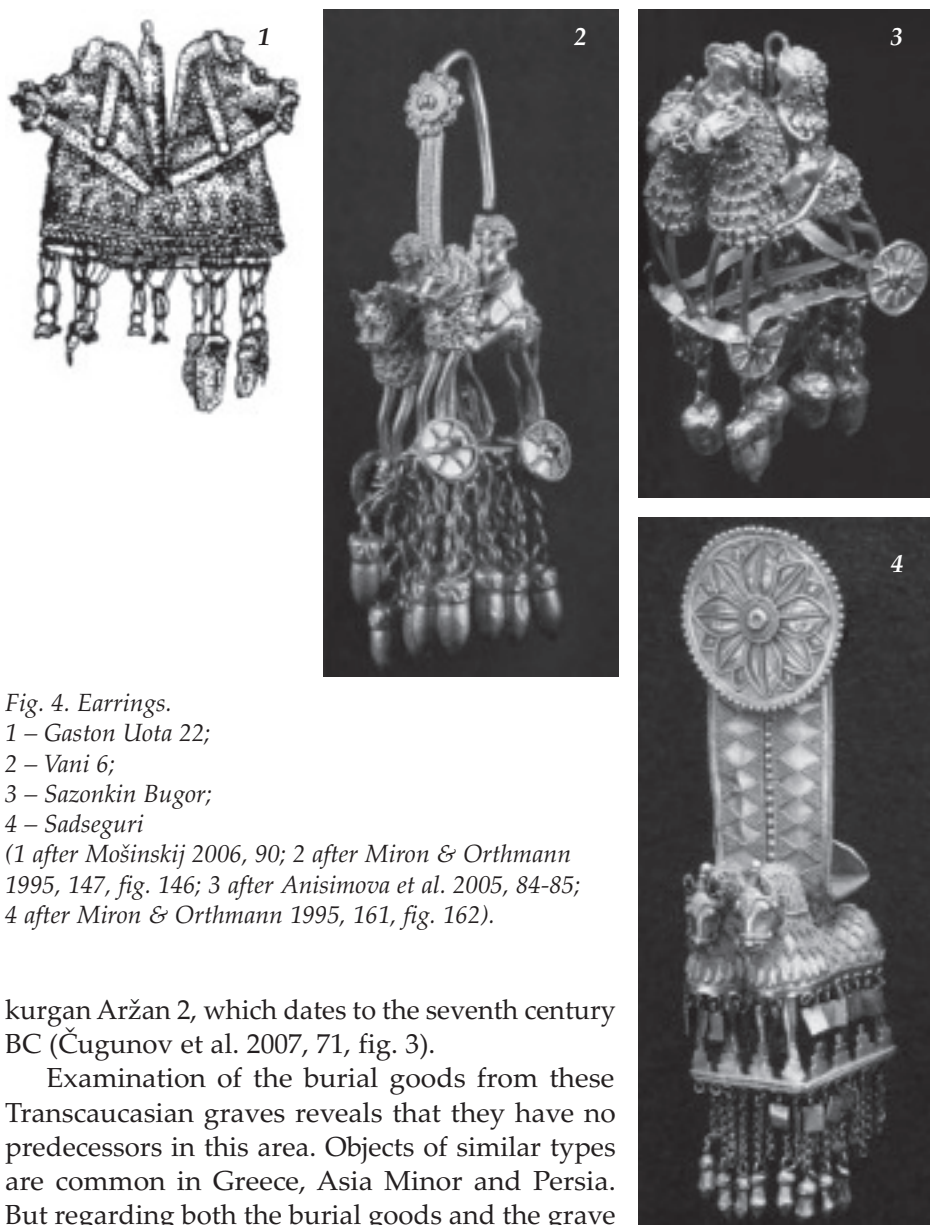 1
2
3
4
Fig. 4. Earrings.
1 – Gaston Uota 22;
2 – Vani 6;
3 – Sazonkin Bugor;
4 – Sadseguri
(1 after Mošinskij 2006, 90; 2 after Miron & Orthmann
1995, 147, fig. 146; 3 after Anisimova et al. 2005, 84-85;
4 after Miron & Orthmann 1995, 161, fig. 162).
kurgan Aržan 2, which dates to the seventh century
BC (Čugunov et al. 2007, 71, fig. 3).
Examination of the burial goods from these
Transcaucasian graves reveals that they have no
predecessors in this area. Objects of similar types
are common in Greece, Asia Minor and Persia.
But regarding both the burial goods and the grave